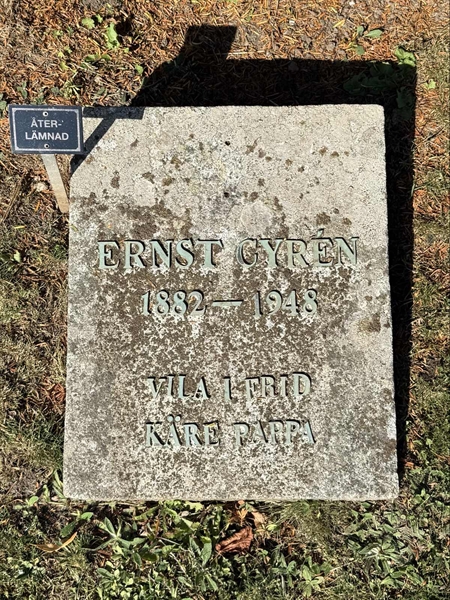 ÅTER-
LÄMNAD
ERNST GYRÉN
1882 — 1948
VILA I FRID
KÄRE PAPPA